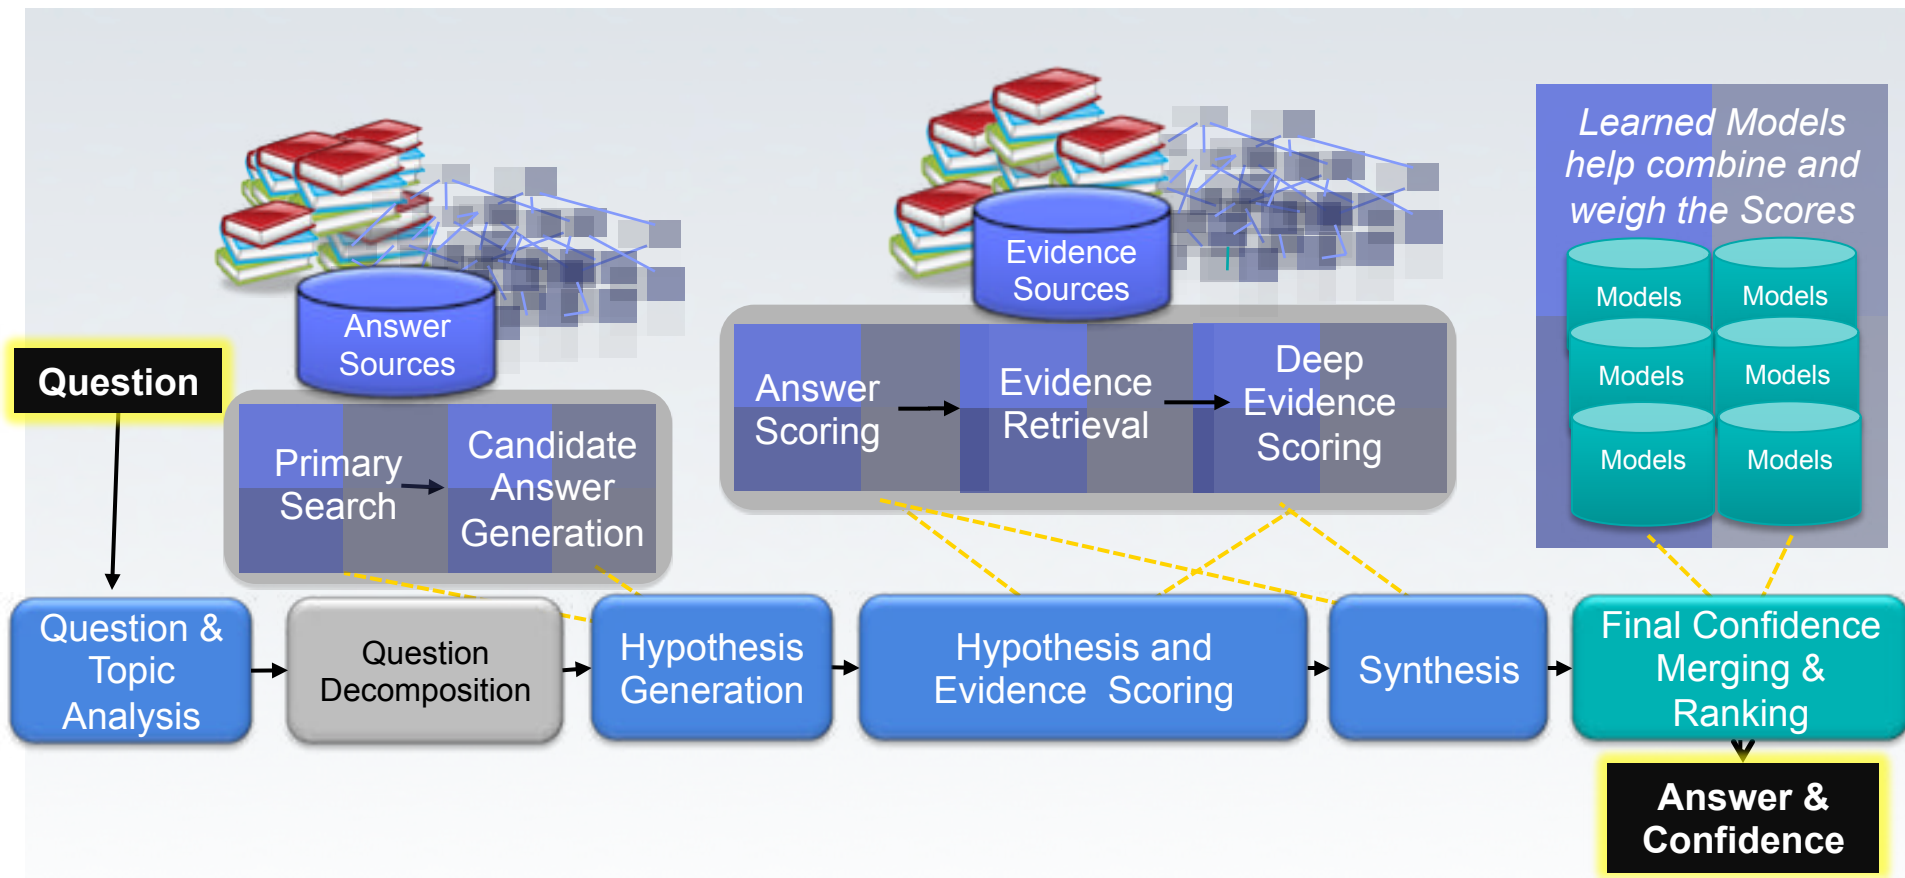 Learned Models
help combine and
weigh the Scores
Evidence
Sources
Models
Models
Answer
Sources
Question
Deep
Evidence
Scoring
Answer
Scoring
Evidence
Retrieval
Models
Models
Primary
Search
Candidate
Answer
Generation
Models
Models
Question &
Topic
Analysis
Question
Decomposition
Hypothesis
Generation
Hypothesis and
Evidence  Scoring
Synthesis
Final Confidence
Merging &
Ranking
Answer &
Confidence